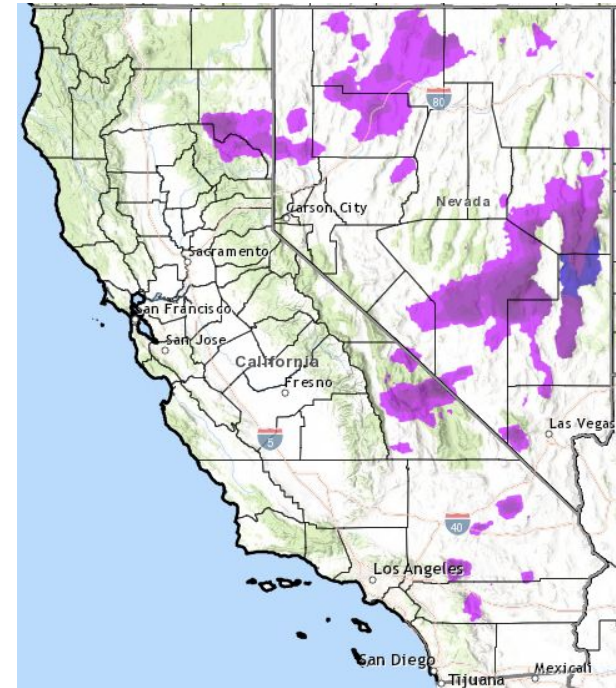 80
Nevada
Carson City
Sacramento
San Francisco
San Jose
California
Fresno
5
Las Vegas
40
Los Angeles
San Diego
Tijuana
Mexicali